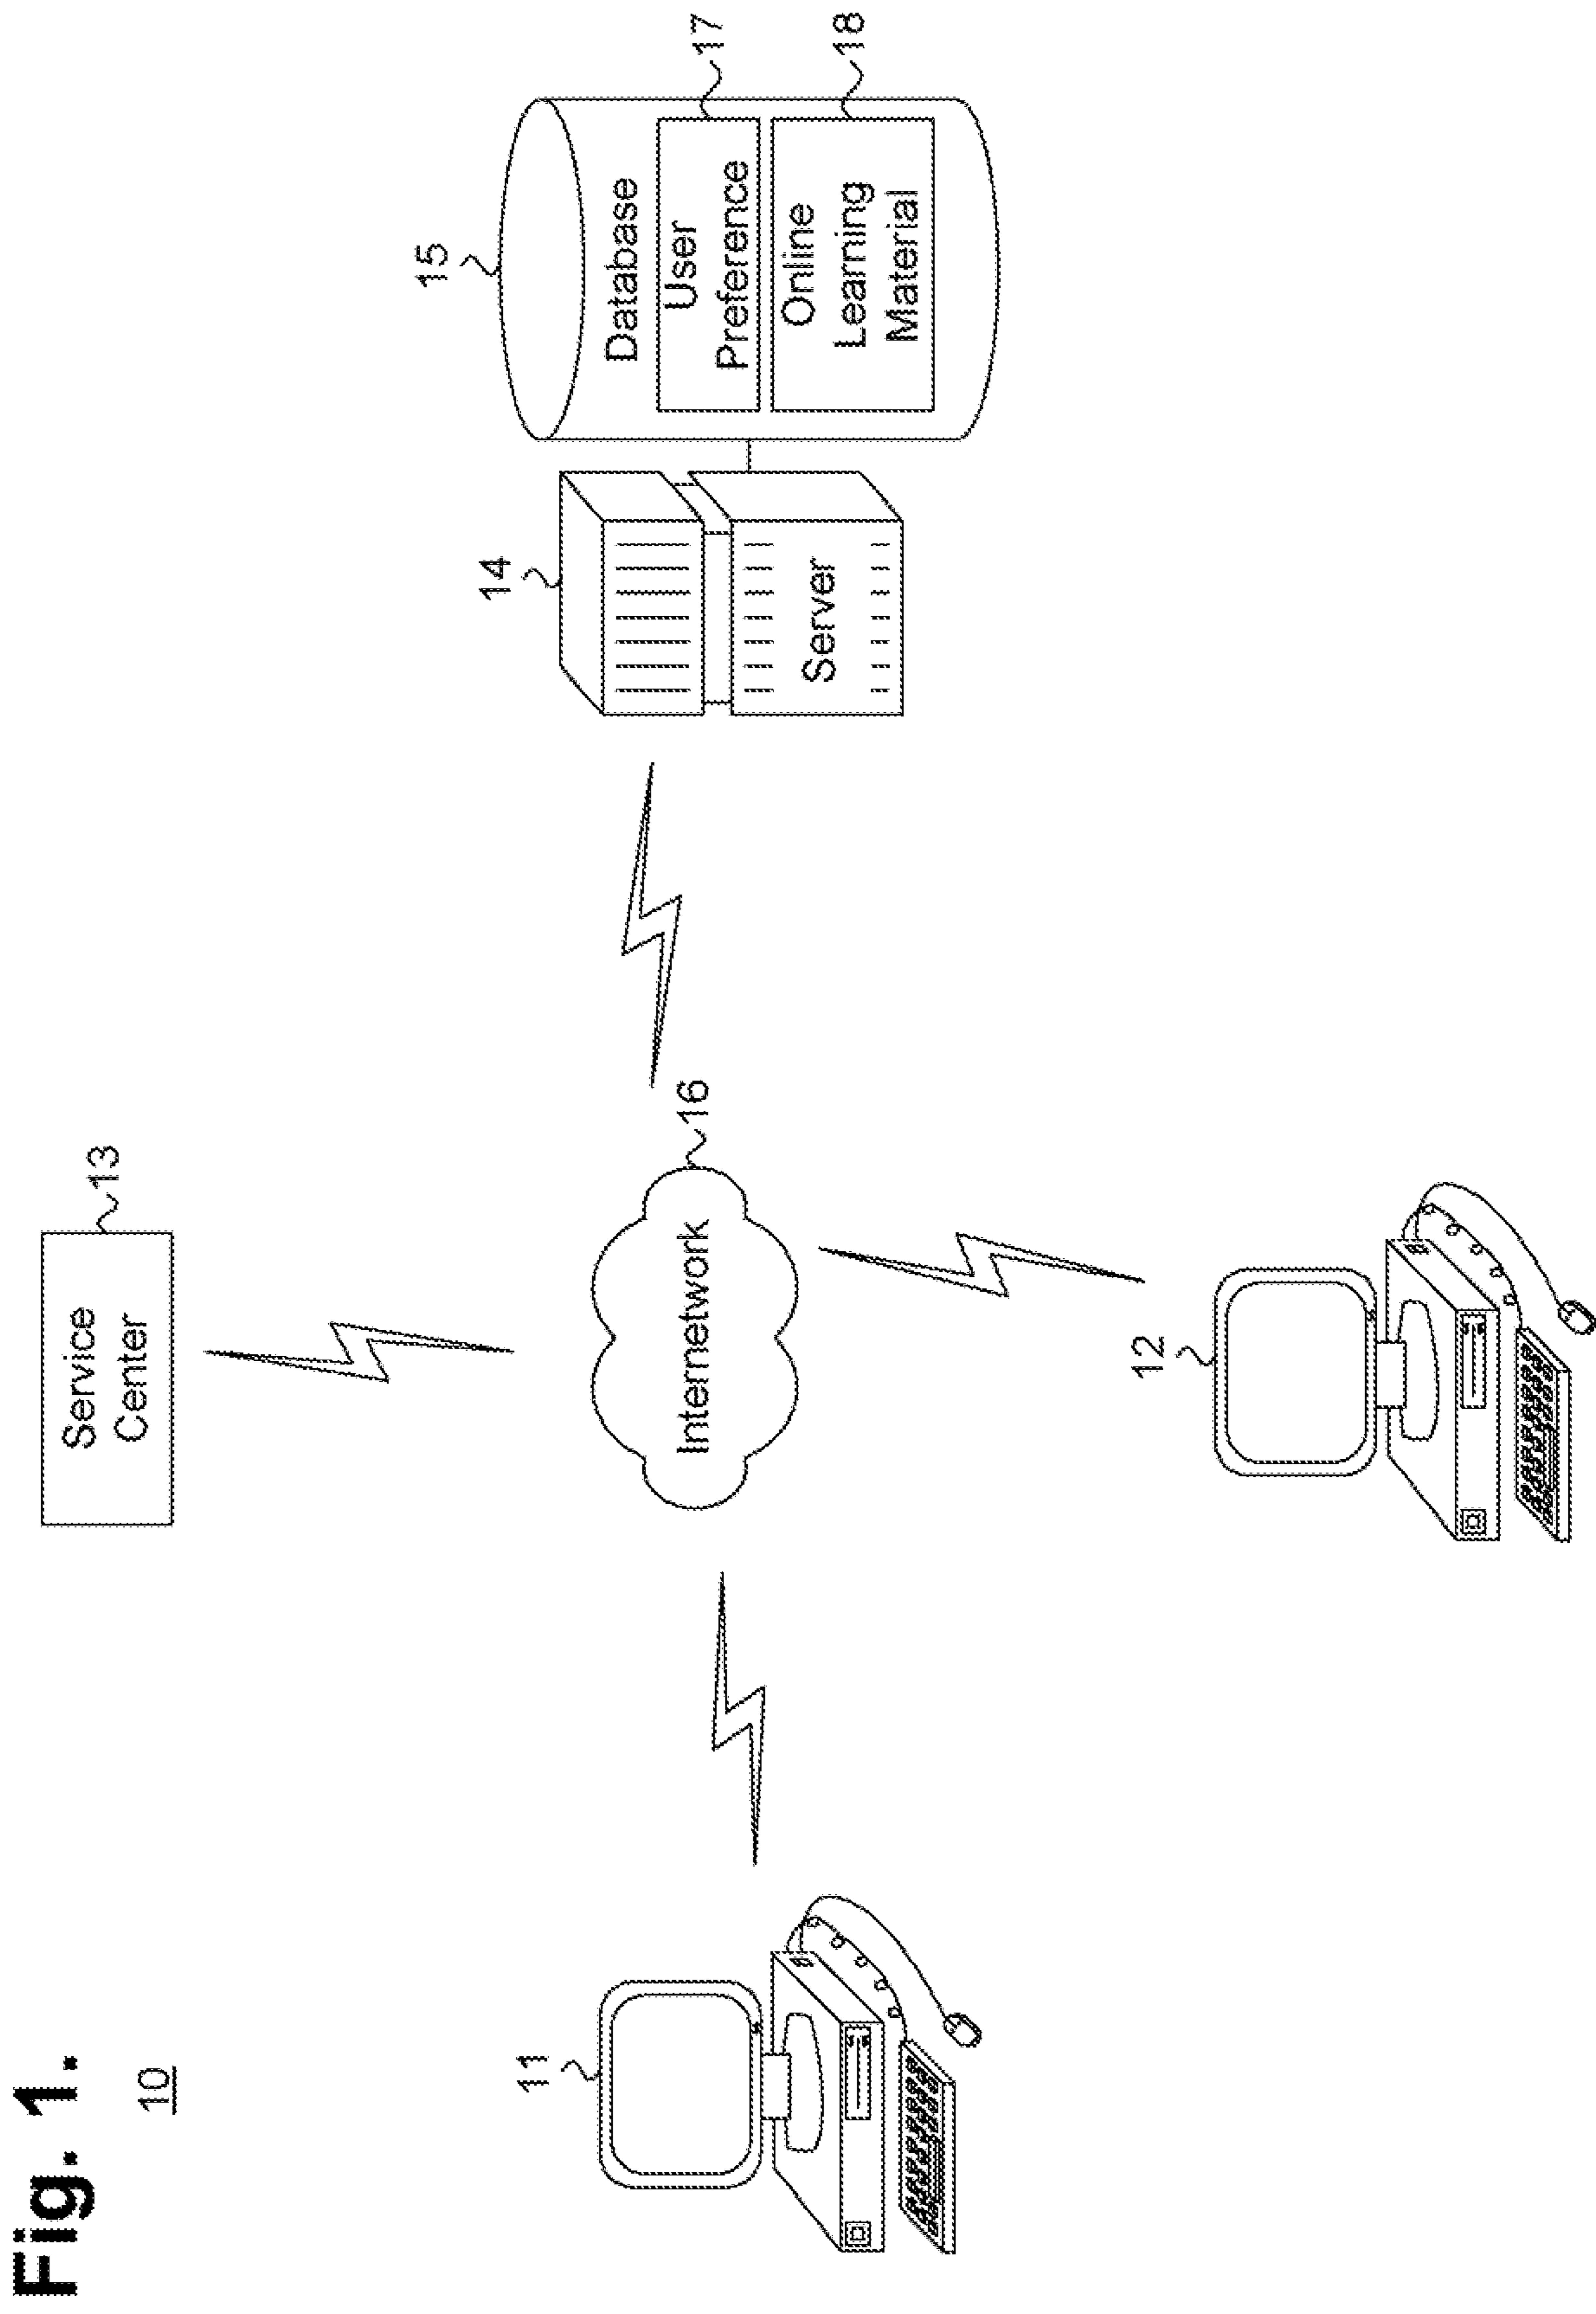 Fig. 1.
10
Service
Center
13
11
Internetwork
16
12
14
Server
15
Database
User
Preference
17
Online
Learning
Material
18